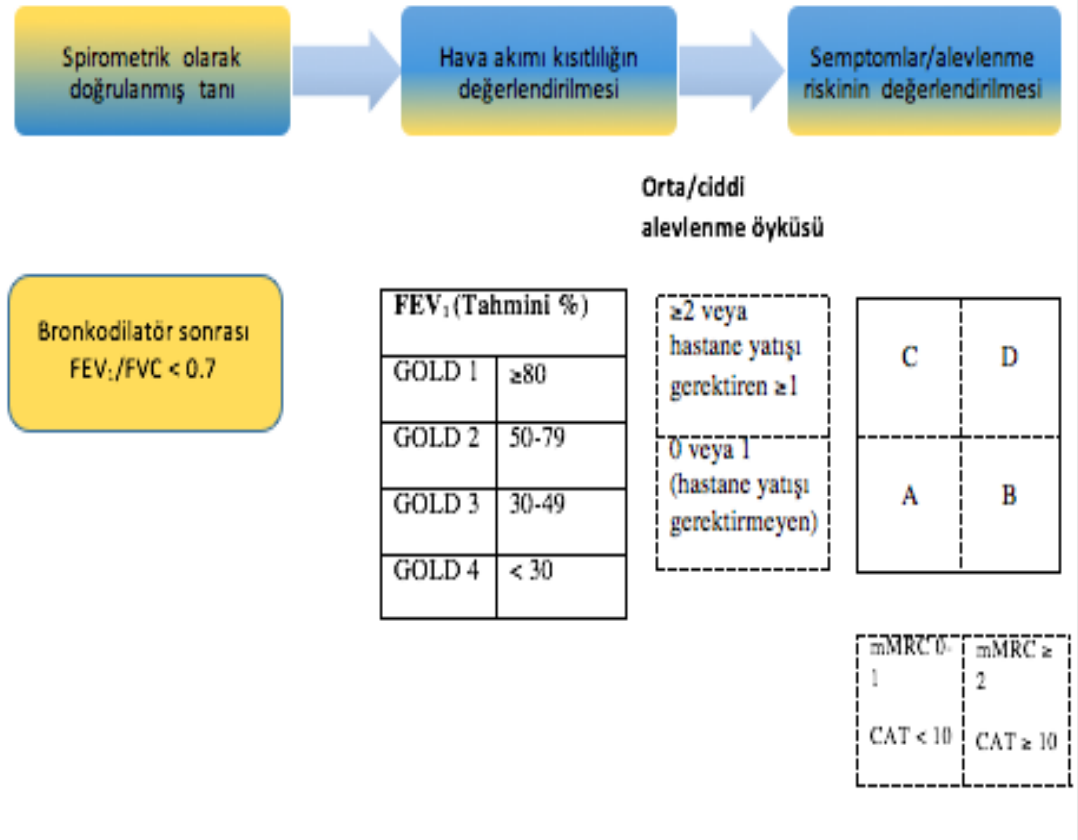 Spirometrik olarak
doğrulanmış tanı
Hava akımı kısıtlılığın
değerlendirilmesi
Semptomlar/alevlenme
riskinin değerlendirilmesi
Orta/ciddi
alevlenme öyküsü
Bronkodilatör sonrası
FEV₁/FVC < 0.7
FEV₁(Tahmini %)
GOLD 1 ≥80
GOLD 2 50-79
GOLD 3 30-49
GOLD 4 < 30
≥2 veya
hastane yatışı
gerektiren ≥1
0 veya 1
(hastane yatışı
gerektirmeyen)
C D
A B
mMRC 0-
1
CAT < 10
mMRC ≥
2
CAT ≥ 10